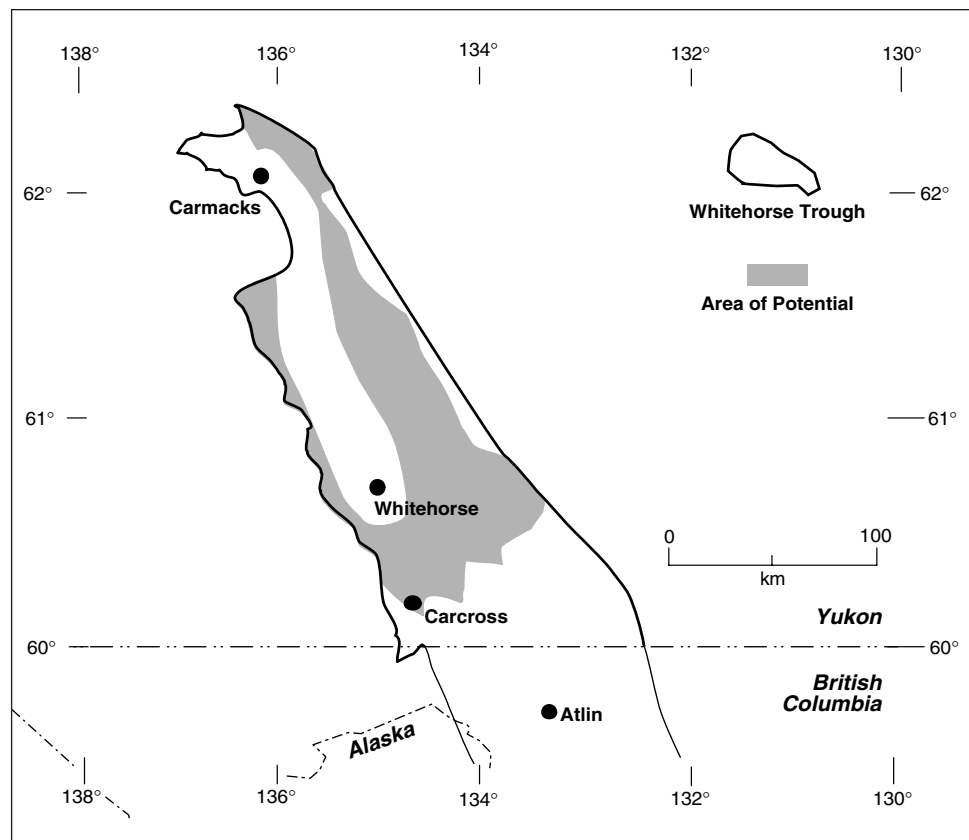 138° 136° 134° 132° 130°
62° 62°
Carmacks
Whitehorse Trough
Area of Potential
61° 61°
Whitehorse
0 100
km
Carcross
Yukon
60° 60°
British
Columbia
Atlin
Alaska
138° 136° 134° 132° 130°